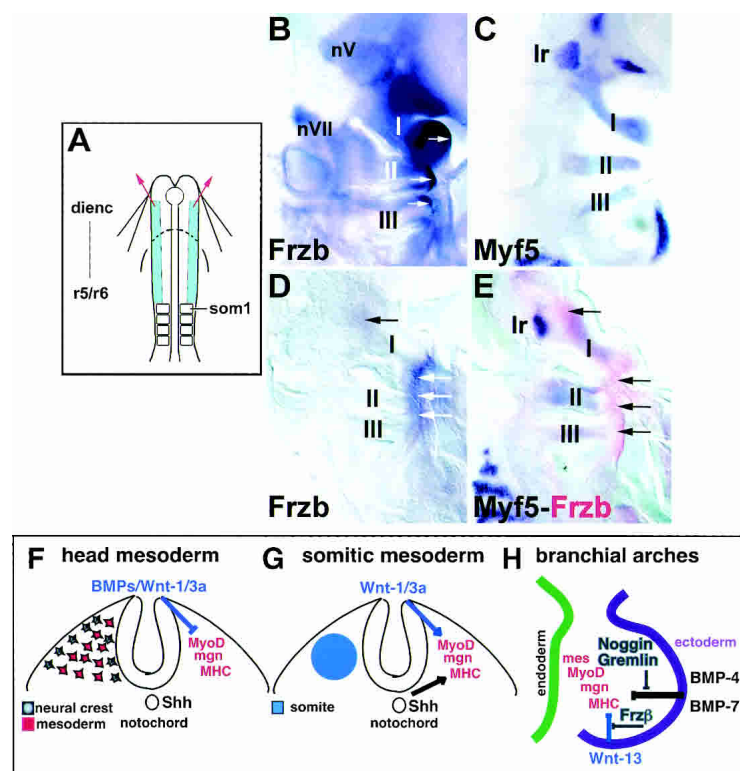 A
dienc
r5/r6
som1
B
nV
nVII
I
II
III
Frzb
C
lr
I
II
III
Myf5
D
I
II
III
Frzb
E
lr
I
II
III
Myf5-Frzb
F head mesoderm
BMPs/Wnt-1/3a
MyoD
mgn
MHC
Shh
notochord
neural crest
mesoderm
G somitic mesoderm
Wnt-1/3a
MyoD
mgn
MHC
Shh
notochord
somite
H branchial arches
endoderm
Noggin
Gremlin
ectoderm
mes
MyoD
mgn
MHC
BMP-4
BMP-7
Frzβ
Wnt-13